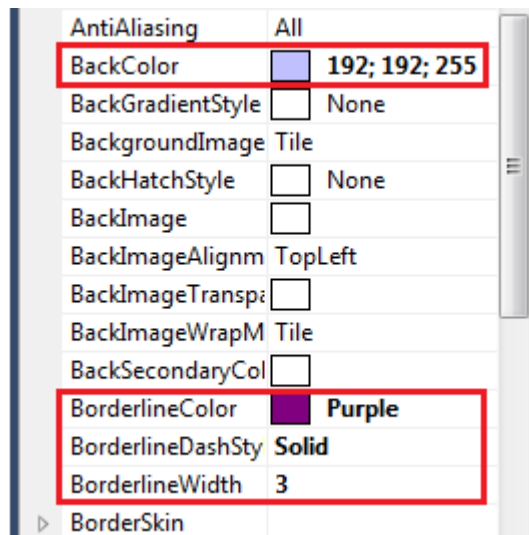 AntiAliasing All
BackColor 192; 192; 255
BackGradientStyle None
BackgroundImage Tile
BackHatchStyle None
BackImage
BackImageAlignm TopLeft
BackImageTranspa
BackImageWrapM Tile
BackSecondaryCol
BorderlineColor Purple
BorderlineDashSty Solid
BorderlineWidth 3
BorderSkin